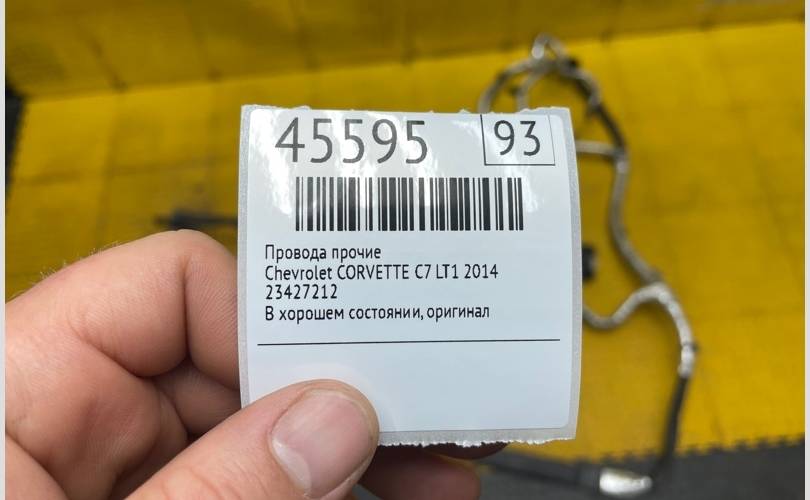 45595 93
Провода прочие
Chevrolet CORVETTE C7 LT1 2014
23427212
В хорошем состоянии, оригинал